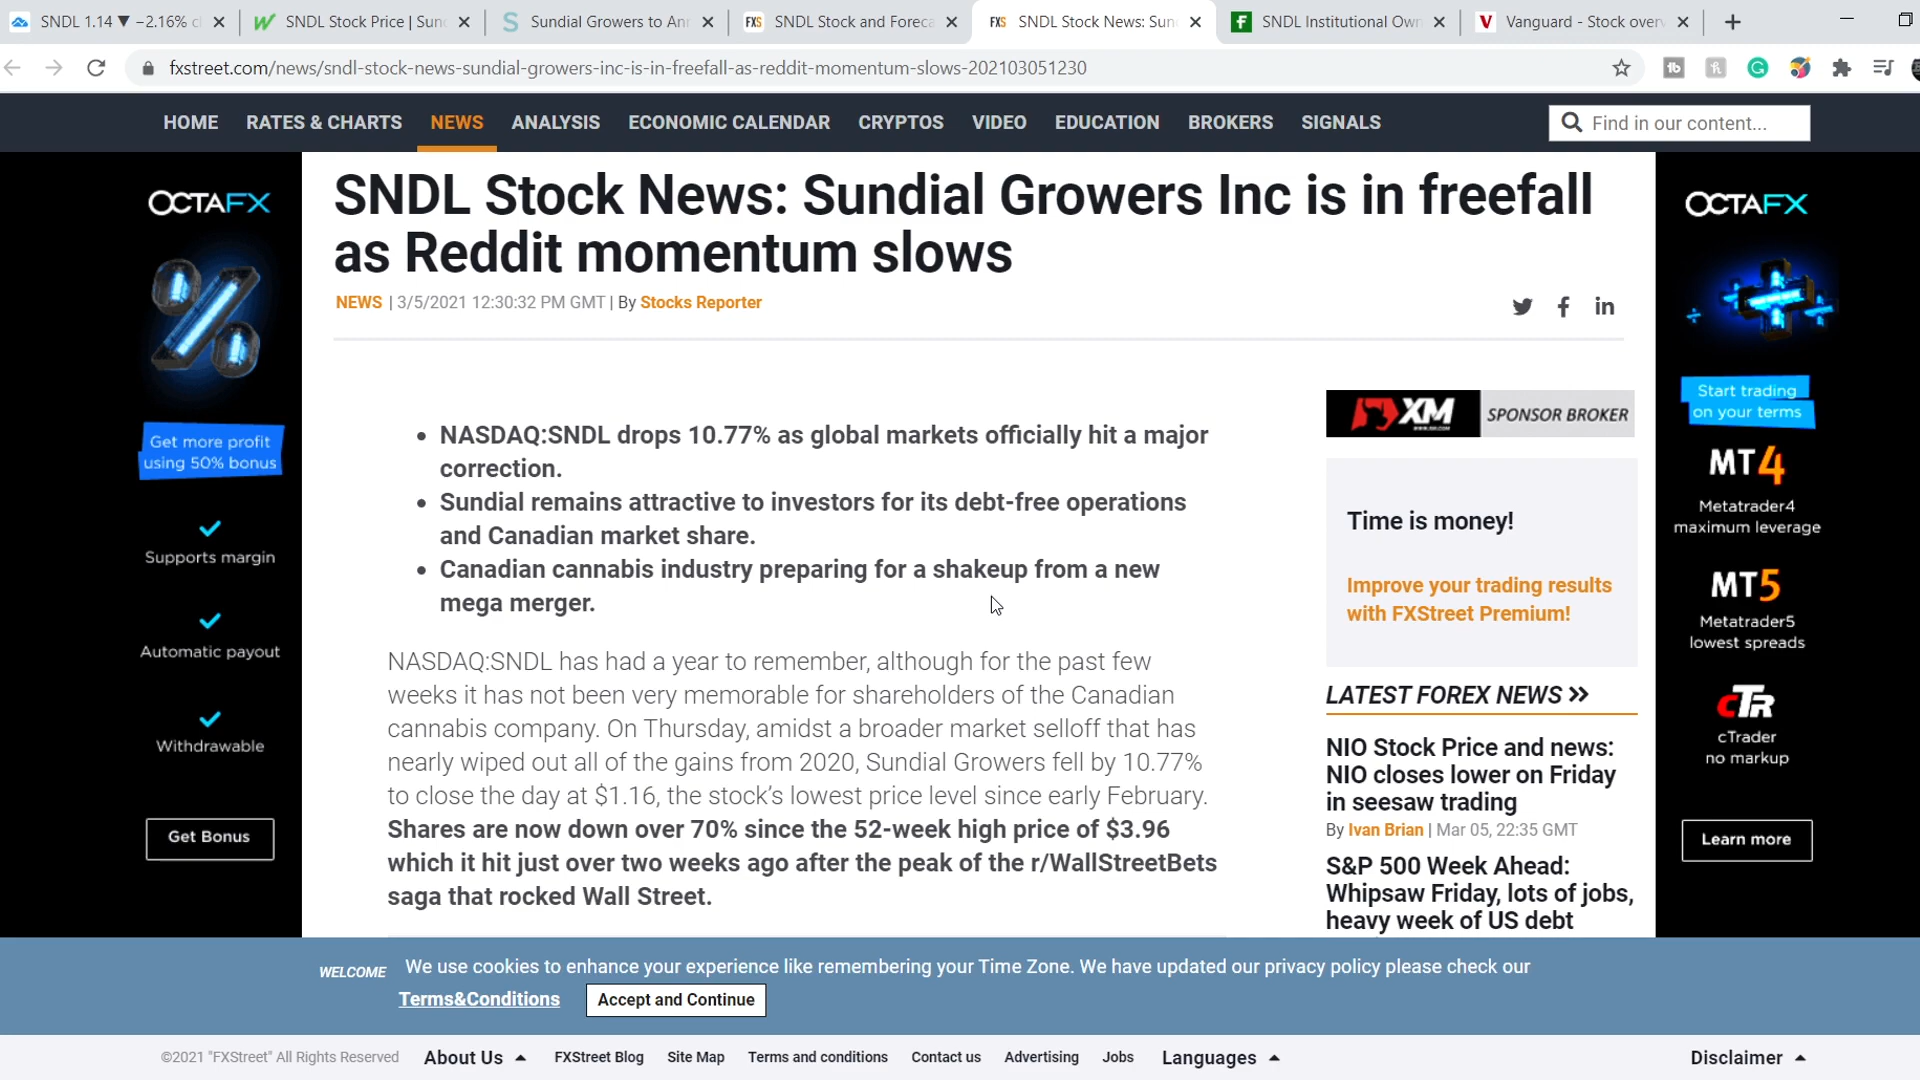 SNDL 1.14 ▼ −2.16%
SNDL Stock Price | Sun
Sundial Growers to An
SNDL Stock and Foreca
SNDL Stock News: Sun
SNDL Institutional Ow
Vanguard - Stock over
fxstreet.com/news/sndl-stock-news-sundial-growers-inc-is-in-freefall-as-reddit-momentum-slows-202103051230
HOME RATES & CHARTS NEWS ANALYSIS ECONOMIC CALENDAR CRYPTOS VIDEO EDUCATION BROKERS SIGNALS
Find in our content...
SNDL Stock News: Sundial Growers Inc is in freefall
as Reddit momentum slows
NEWS | 3/5/2021 12:30:32 PM GMT | By Stocks Reporter
• NASDAQ:SNDL drops 10.77% as global markets officially hit a major
correction.
• Sundial remains attractive to investors for its debt-free operations
and Canadian market share.
• Canadian cannabis industry preparing for a shakeup from a new
mega merger.
NASDAQ:SNDL has had a year to remember, although for the past few
weeks it has not been very memorable for shareholders of the Canadian
cannabis company. On Thursday, amidst a broader market selloff that has
nearly wiped out all of the gains from 2020, Sundial Growers fell by 10.77%
to close the day at $1.16, the stock's lowest price level since early February.
Shares are now down over 70% since the 52-week high price of $3.96
which it hit just over two weeks ago after the peak of the r/WallStreetBets
saga that rocked Wall Street.
OCTAFX
Get more profit
using 50% bonus
Supports margin
Automatic payout
Withdrawable
Get Bonus
XM
SPONSOR BROKER
Time is money!
Improve your trading results
with FXStreet Premium!
LATEST FOREX NEWS
NIO Stock Price and news:
NIO closes lower on Friday
in seesaw trading
By Ivan Brian | Mar 05, 22:35 GMT
S&P 500 Week Ahead:
Whipsaw Friday, lots of jobs,
heavy week of US debt
OCTAFX
Start trading
on your terms
MT4
Metatrader4
maximum leverage
MT5
Metatrader5
lowest spreads
cTR
cTrader
no markup
Learn more
WELCOME We use cookies to enhance your experience like remembering your Time Zone. We have updated our privacy policy please check our
Terms&Conditions Accept and Continue
©2021 "FXStreet" All Rights Reserved About Us FXStreet Blog Site Map Terms and conditions Contact us Advertising Jobs Languages Disclaimer